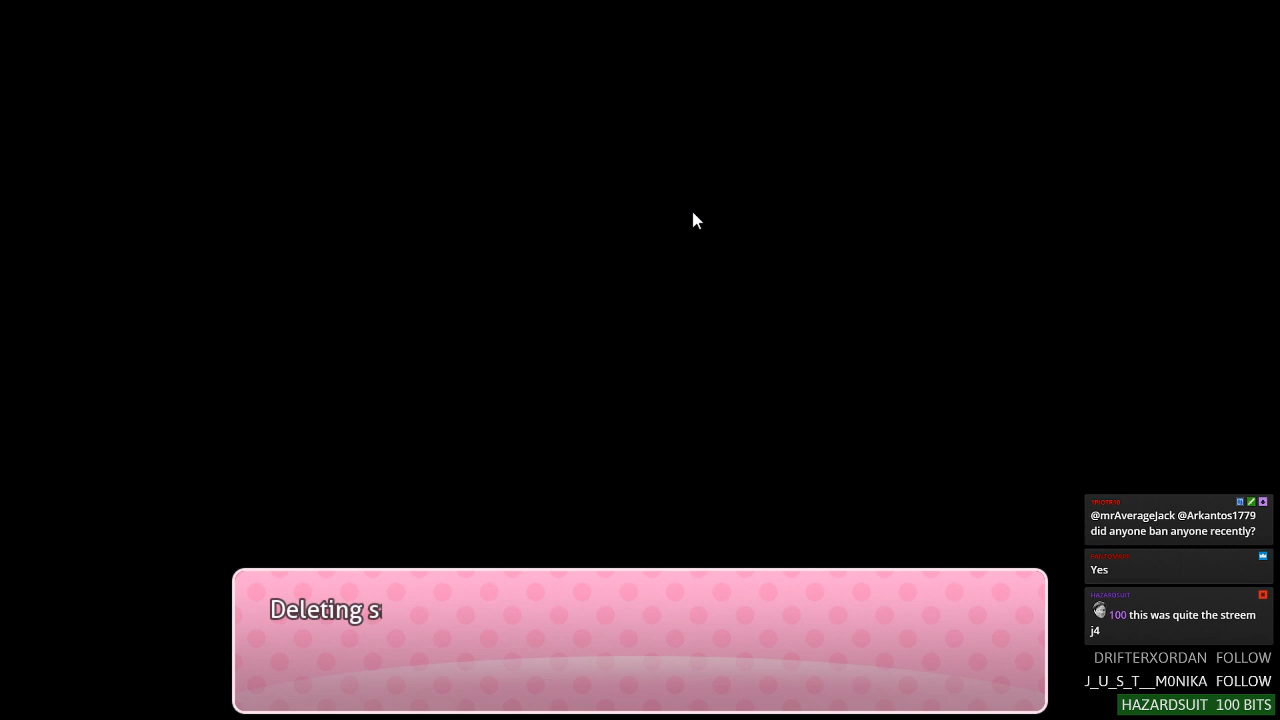 Deleting s
@mrAverageJack @Arkantos1779
did anyone ban anyone recently?
Yes
HAZARDSUIT
100 this was quite the streem
j4
DRIFTERXORDAN FOLLOW
J_U_S_T__M0NIKA FOLLOW
HAZARDSUIT 100 BITS